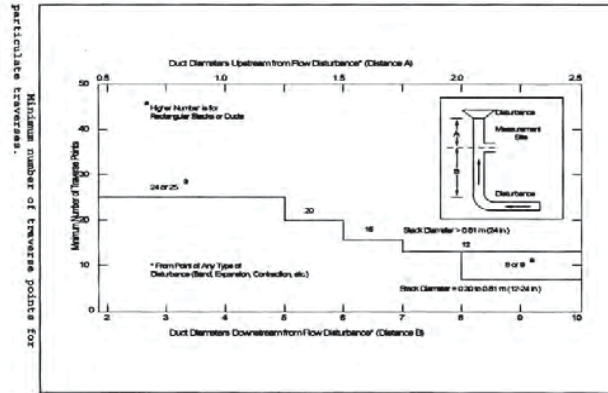 Minimum number of traverse points for
particulate traverses.
Duct Diameters Upstream from Flow Disturbance* (Distance A)
0.5 1.0 1.5 2.0 2.5
50
40
30
20
10
0
Minimum Number of Traverse Points
a Higher Number is for
Rectangular Stacks or Ducts
24 or 25 a
20
16
Stack Diameter > 0.61 m (24 in.)
12
8 or 9 a
Stack Diameter = 0.30 to 0.61 m (12-24 in.)
* From Point of Any Type of
Disturbance (Bend, Expansion, Contraction, etc.)
Disturbance
Measurement
Site
A
B
Disturbance
2 3 4 5 6 7 8 9 10
Duct Diameters Downstream from Flow Disturbance* (Distance B)